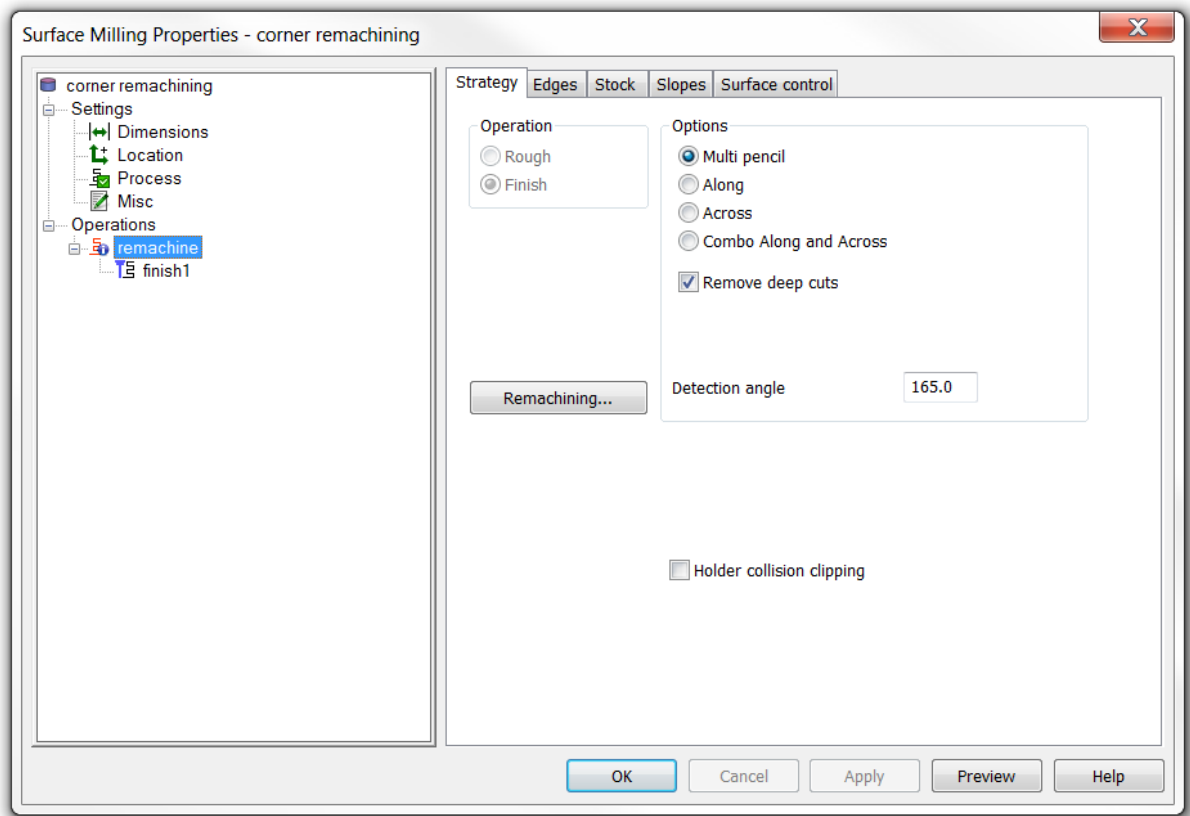 Surface Milling Properties - corner remachining
corner remachining
Settings
Dimensions
Location
Process
Misc
Operations
remachine
finish1
Strategy Edges Stock Slopes Surface control
Operation
Rough
Finish
Options
Multi pencil
Along
Across
Combo Along and Across
Remove deep cuts
Remachining...
Detection angle 165.0
Holder collision clipping
OK Cancel Apply Preview Help